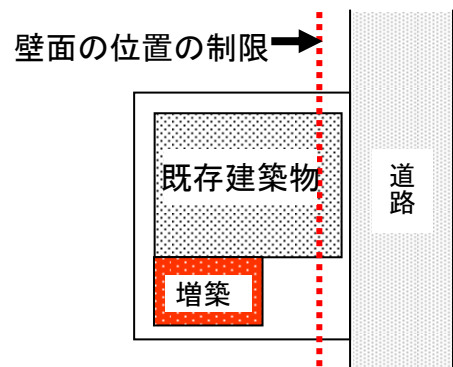 壁面の位置の制限
既存建築物
道路
増築